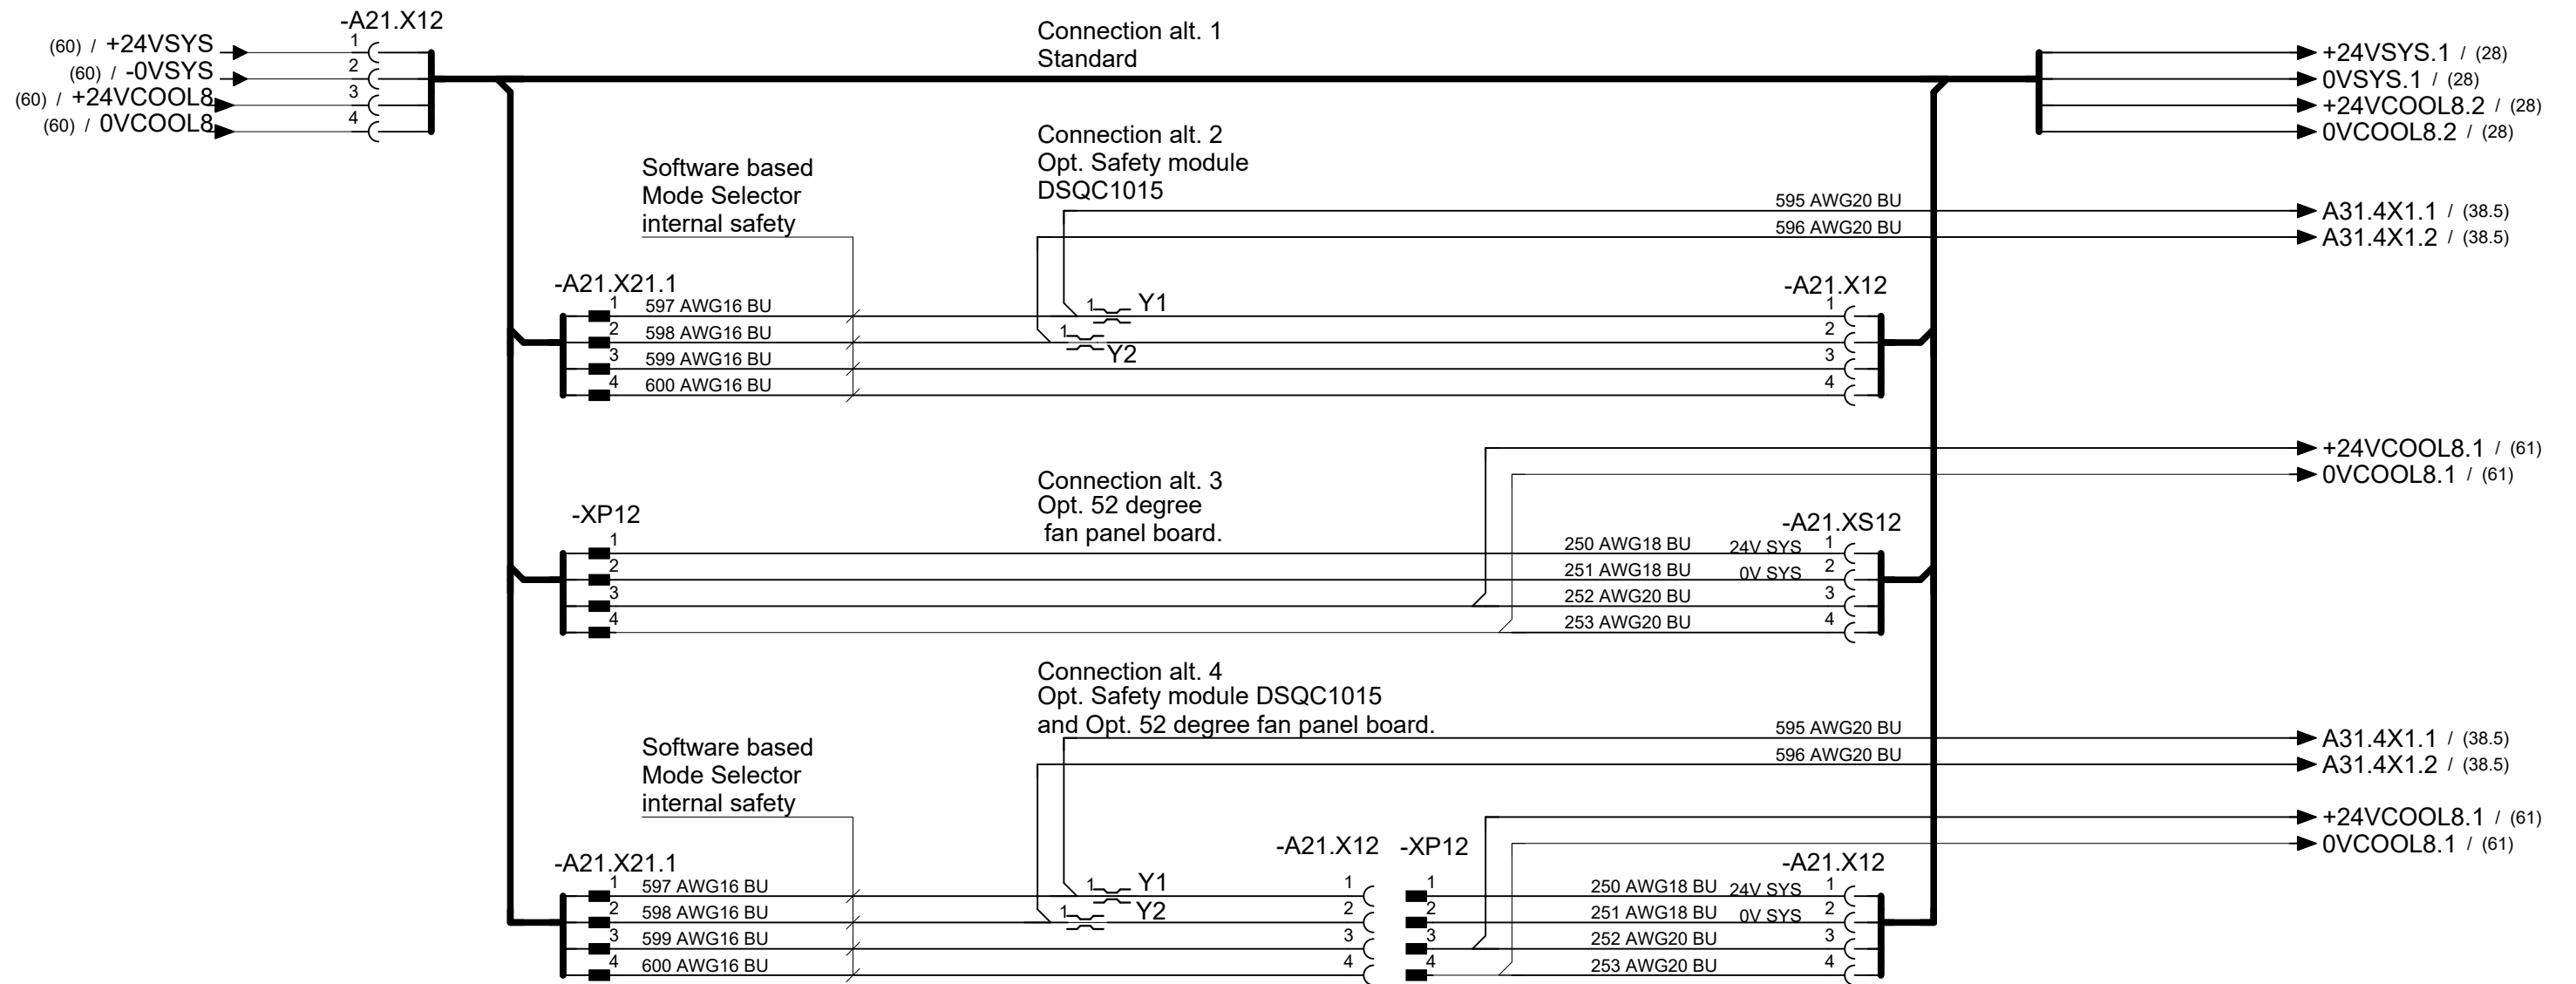 -A21.X12
(60) / +24VSYS
1
(60) / -0VSYS
2
(60) / +24VCOOL8
3
(60) / 0VCOOL8
4
Connection alt. 1
Standard
+24VSYS.1 / (28)
0VSYS.1 / (28)
+24VCOOL8.2 / (28)
0VCOOL8.2 / (28)
Connection alt. 2
Opt. Safety module
DSQC1015
Software based
Mode Selector
internal safety
595 AWG20 BU
A31.4X1.1 / (38.5)
596 AWG20 BU
A31.4X1.2 / (38.5)
-A21.X21.1
-A21.X12
1
597 AWG16 BU
1
Y1
1
2
598 AWG16 BU
1
Y2
2
3
599 AWG16 BU
3
4
600 AWG16 BU
4
+24VCOOL8.1 / (61)
0VCOOL8.1 / (61)
Connection alt. 3
Opt. 52 degree
fan panel board.
-XP12
-A21.XS12
1
250 AWG18 BU
24V SYS
1
2
251 AWG18 BU
0V SYS
2
3
252 AWG20 BU
3
4
253 AWG20 BU
4
Connection alt. 4
Opt. Safety module DSQC1015
and Opt. 52 degree fan panel board.
Software based
Mode Selector
internal safety
595 AWG20 BU
A31.4X1.1 / (38.5)
596 AWG20 BU
A31.4X1.2 / (38.5)
+24VCOOL8.1 / (61)
0VCOOL8.1 / (61)
-A21.X21.1
-A21.X12
-XP12
-A21.X12
1
597 AWG16 BU
1
Y1
1
1
250 AWG18 BU
24V SYS
1
2
598 AWG16 BU
1
Y2
2
2
251 AWG18 BU
0V SYS
2
3
599 AWG16 BU
3
3
252 AWG20 BU
3
4
600 AWG16 BU
4
4
253 AWG20 BU
4